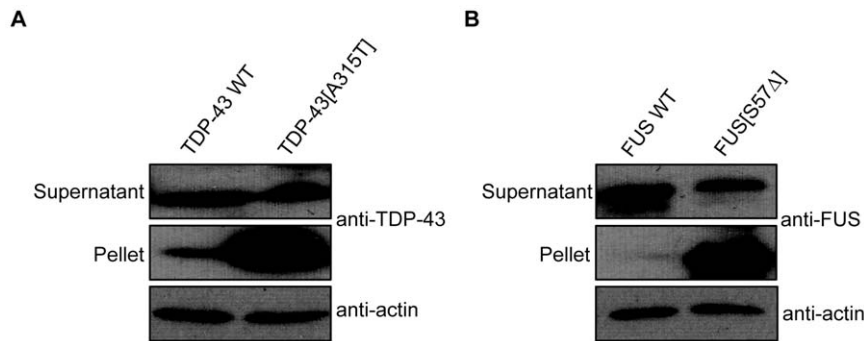 A
TDP-43 WT
TDP-43[A315T]
Supernatant
anti-TDP-43
Pellet
anti-actin
B
FUS WT
FUS[S57Δ]
Supernatant
anti-FUS
Pellet
anti-actin